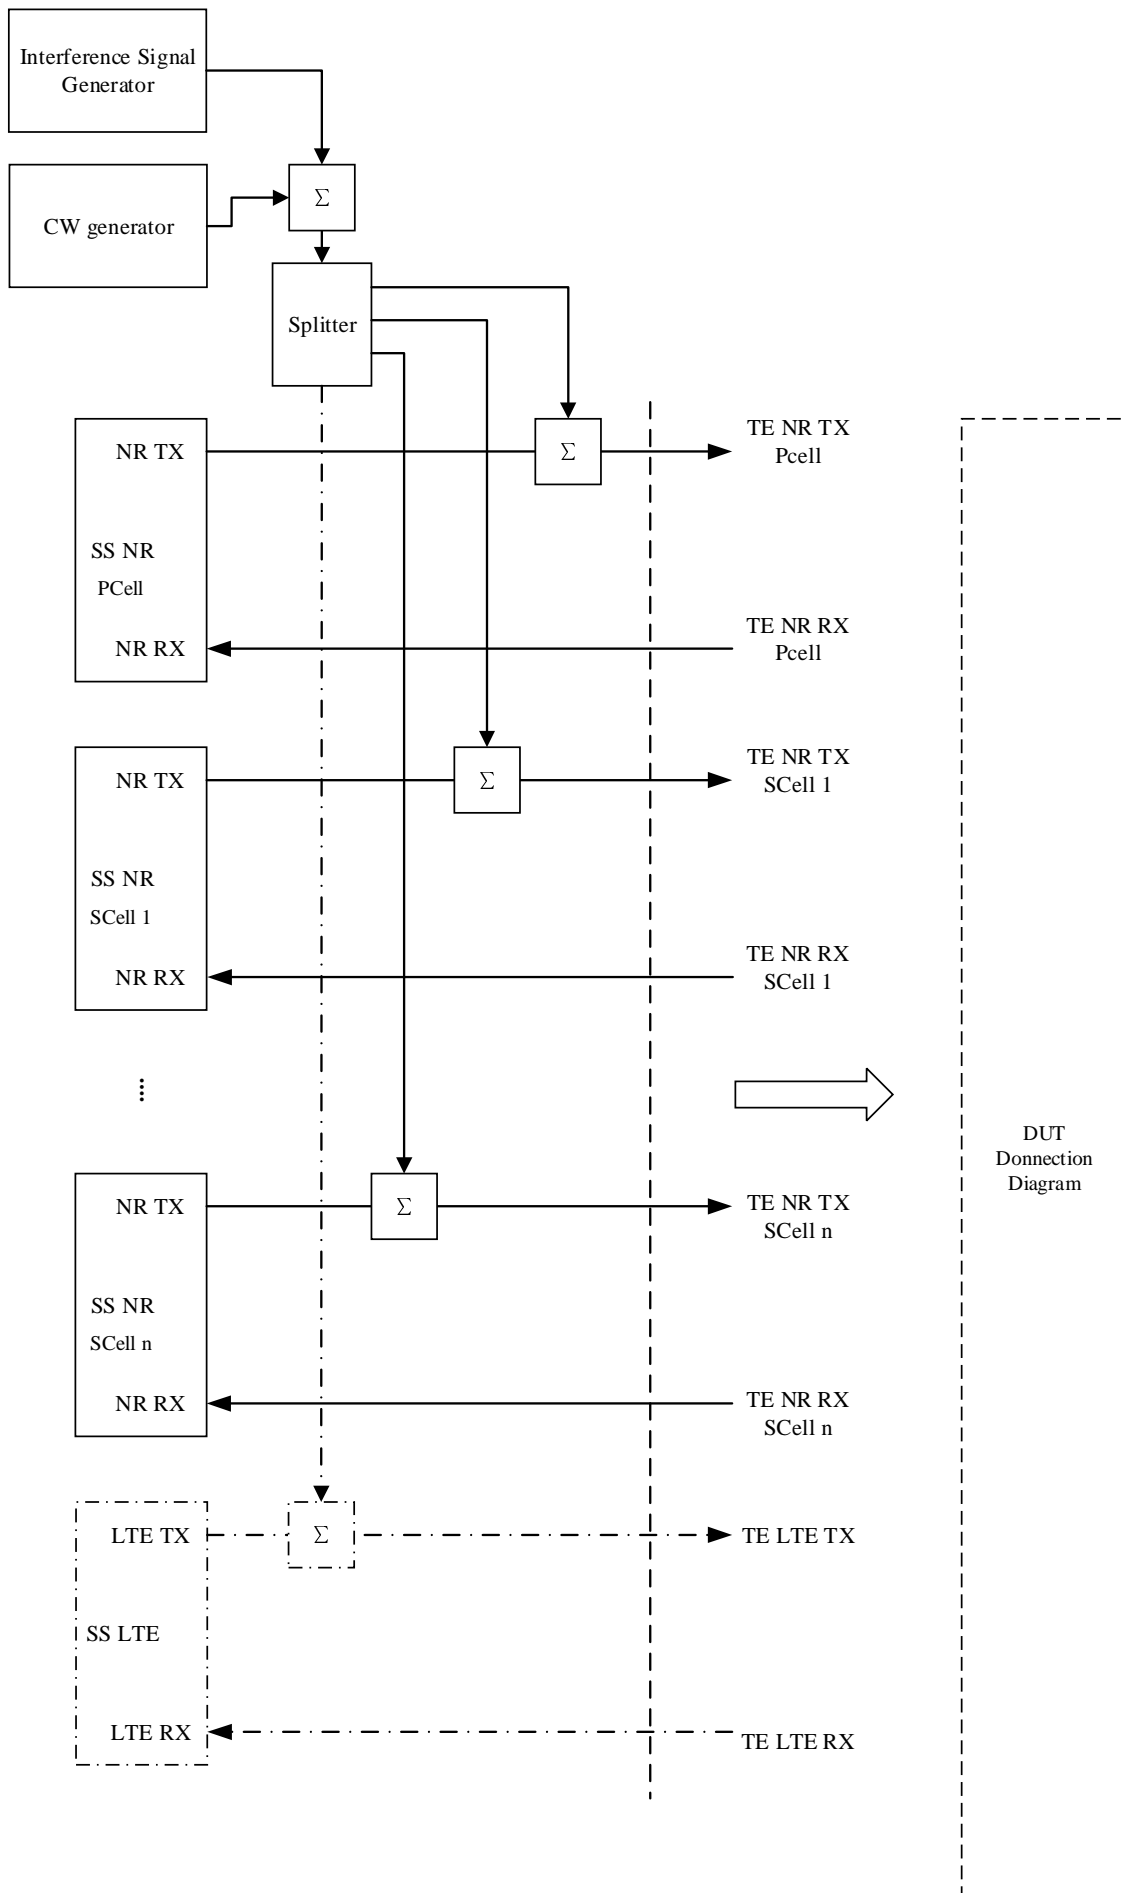 Interference Signal
Generator
CW generator
Σ
Splitter
NR TX
Σ
TE NR TX
Pcell
SS NR
PCell
NR RX
TE NR RX
Pcell
NR TX
Σ
TE NR TX
SCell 1
SS NR
SCell 1
NR RX
TE NR RX
SCell 1
DUT
Donnection
Diagram
NR TX
Σ
TE NR TX
SCell n
SS NR
SCell n
NR RX
TE NR RX
SCell n
LTE TX
Σ
TE LTE TX
SS LTE
LTE RX
TE LTE RX